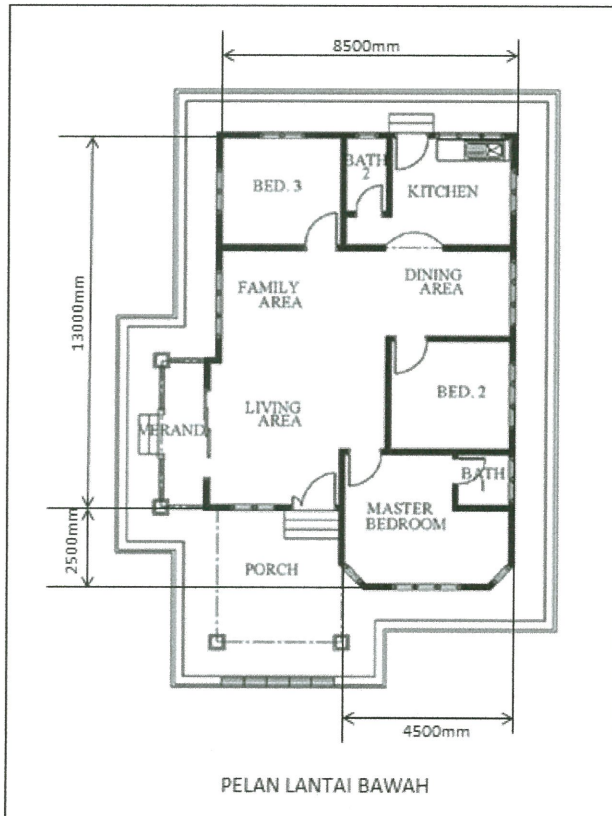 8500mm
BATH
2
BED. 3
KITCHEN
13000mm
FAMILY
AREA
DINING
AREA
BED. 2
LIVING
AREA
VERAND
BATH
MASTER
BEDROOM
2500mm
PORCH
4500mm
PELAN LANTAI BAWAH